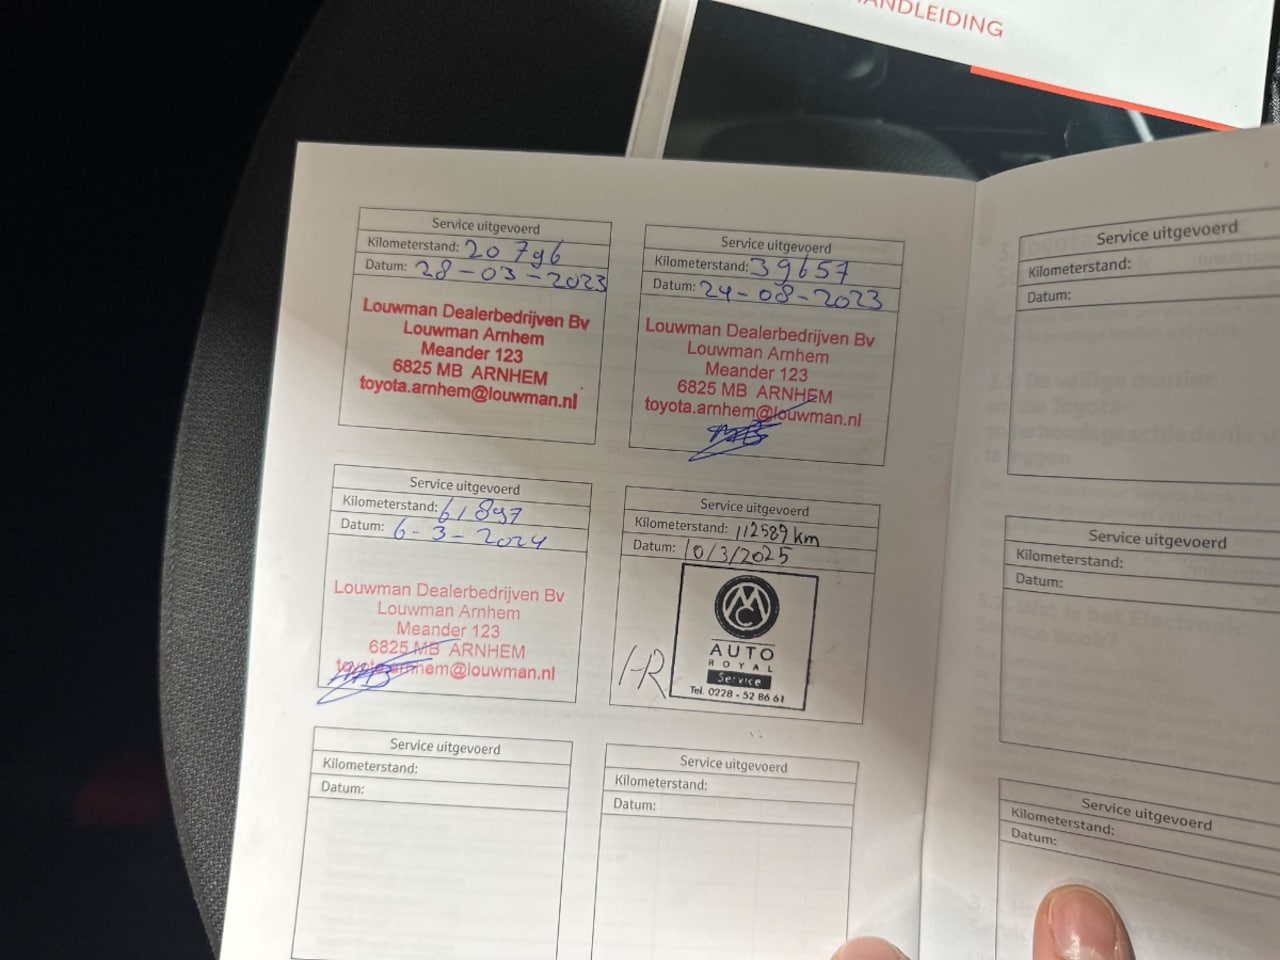 HANDLEIDING
Service uitgevoerd
Kilometerstand: 20 796
Datum: 28-03-2023
Louwman Dealerbedrijven Bv
Louwman Arnhem
Meander 123
6825 MB ARNHEM
toyota.arnhem@louwman.nl
Service uitgevoerd
Kilometerstand: 39657
Datum: 24-08-2023
Louwman Dealerbedrijven Bv
Louwman Arnhem
Meander 123
6825 MB ARNHEM
toyota.arnhem@louwman.nl
Service uitgevoerd
Kilometerstand: 61897
Datum: 6-3-2024
Louwman Dealerbedrijven Bv
Louwman Arnhem
Meander 123
6825 MB ARNHEM
toyota.arnhem@louwman.nl
Service uitgevoerd
Kilometerstand: 112589 km
Datum: 10/3/2025
HR
AUTO
ROYAL
Service
Tel. 0228 - 52 86 61
Service uitgevoerd
Kilometerstand:
Datum:
Service uitgevoerd
Kilometerstand:
Datum:
Service uitgevoerd
Kilometerstand:
Datum:
Service uitgevoerd
Kilometerstand:
Datum:
Service uitgevoerd
Kilometerstand:
Datum: